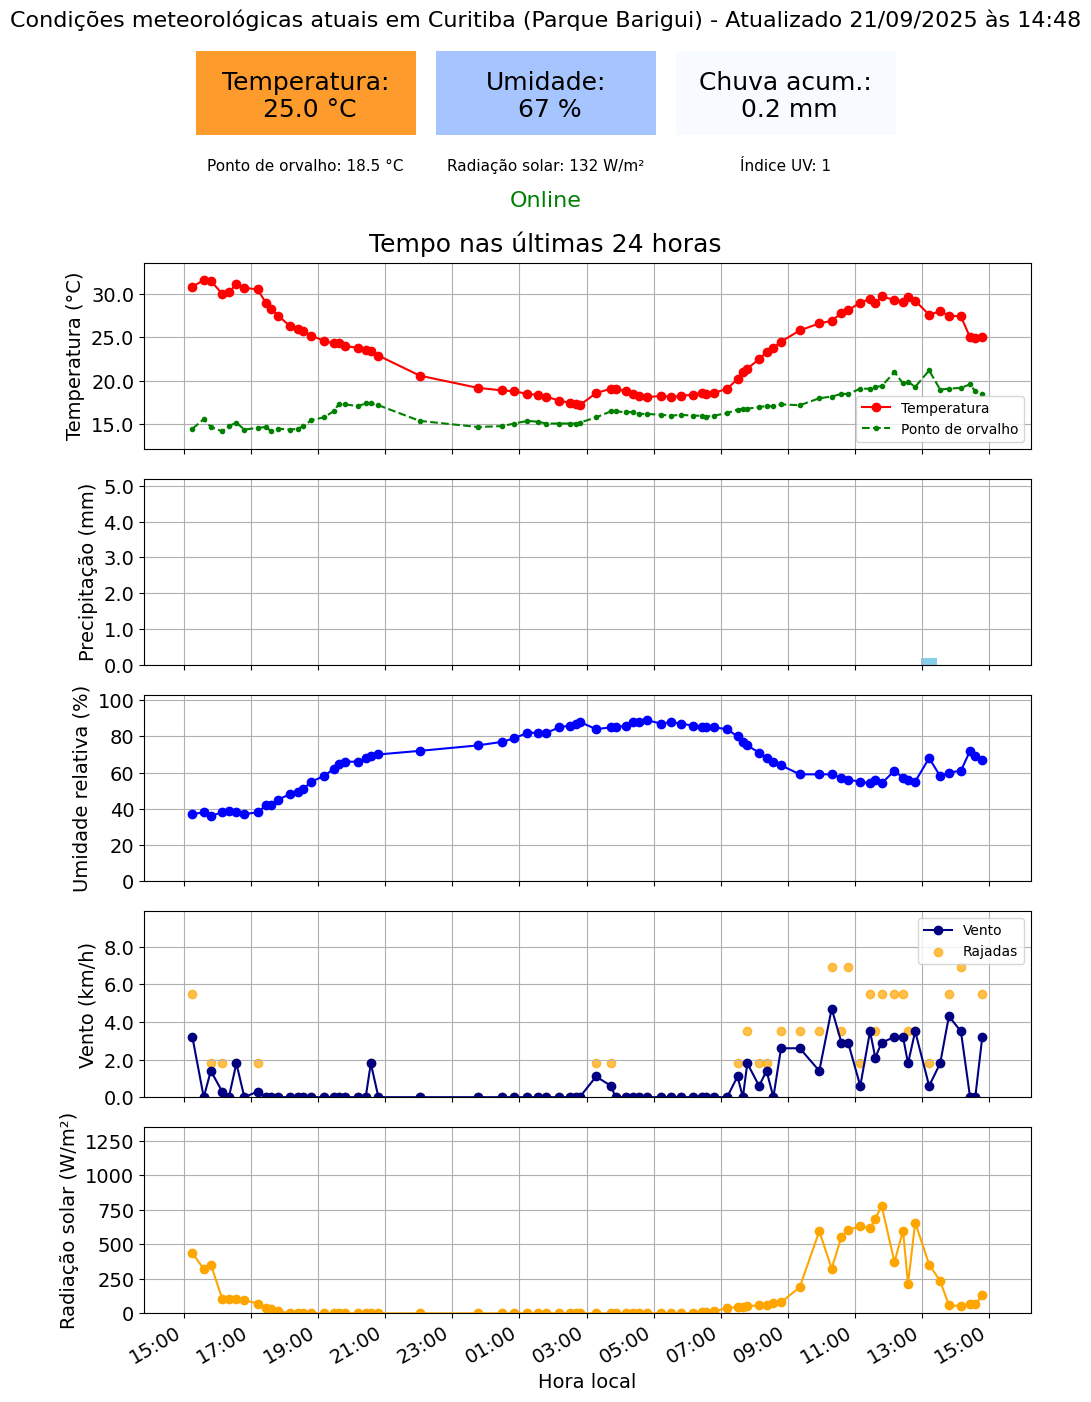 Condições meteorológicas atuais em Curitiba (Parque Barigui) - Atualizado 21/09/2025 às 14:48
Temperatura:
25.0 °C
Umidade:
67 %
Chuva acum.:
0.2 mm
Ponto de orvalho: 18.5 °C
Radiação solar: 132 W/m²
Índice UV: 1
Online
Tempo nas últimas 24 horas
Temperatura (°C)
30.0
25.0
20.0
15.0
Temperatura
Ponto de orvalho
Precipitação (mm)
5.0
4.0
3.0
2.0
1.0
0.0
Umidade relativa (%)
100
80
60
40
20
0
Vento (km/h)
8.0
6.0
4.0
2.0
0.0
Vento
Rajadas
Radiação solar (W/m²)
1250
1000
750
500
250
0
15:00
17:00
19:00
21:00
23:00
01:00
03:00
05:00
07:00
09:00
11:00
13:00
15:00
Hora local